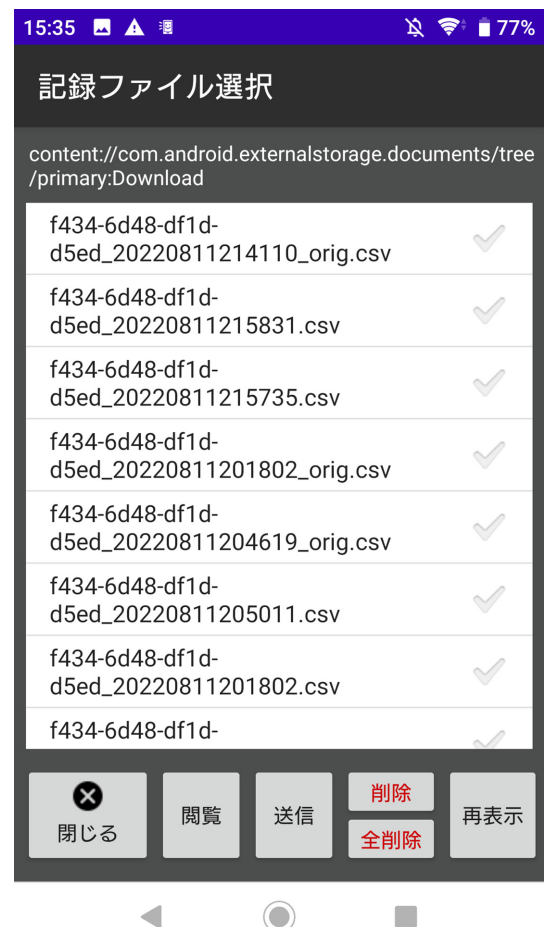 15:35
77%
記録ファイル選択
content://com.android.externalstorage.documents/tree
/primary:Download
f434-6d48-df1d-
d5ed_20220811214110_orig.csv
f434-6d48-df1d-
d5ed_20220811215831.csv
f434-6d48-df1d-
d5ed_20220811215735.csv
f434-6d48-df1d-
d5ed_20220811201802_orig.csv
f434-6d48-df1d-
d5ed_20220811204619_orig.csv
f434-6d48-df1d-
d5ed_20220811205011.csv
f434-6d48-df1d-
d5ed_20220811201802.csv
f434-6d48-df1d-
閉じる
閲覧
送信
削除
全削除
再表示